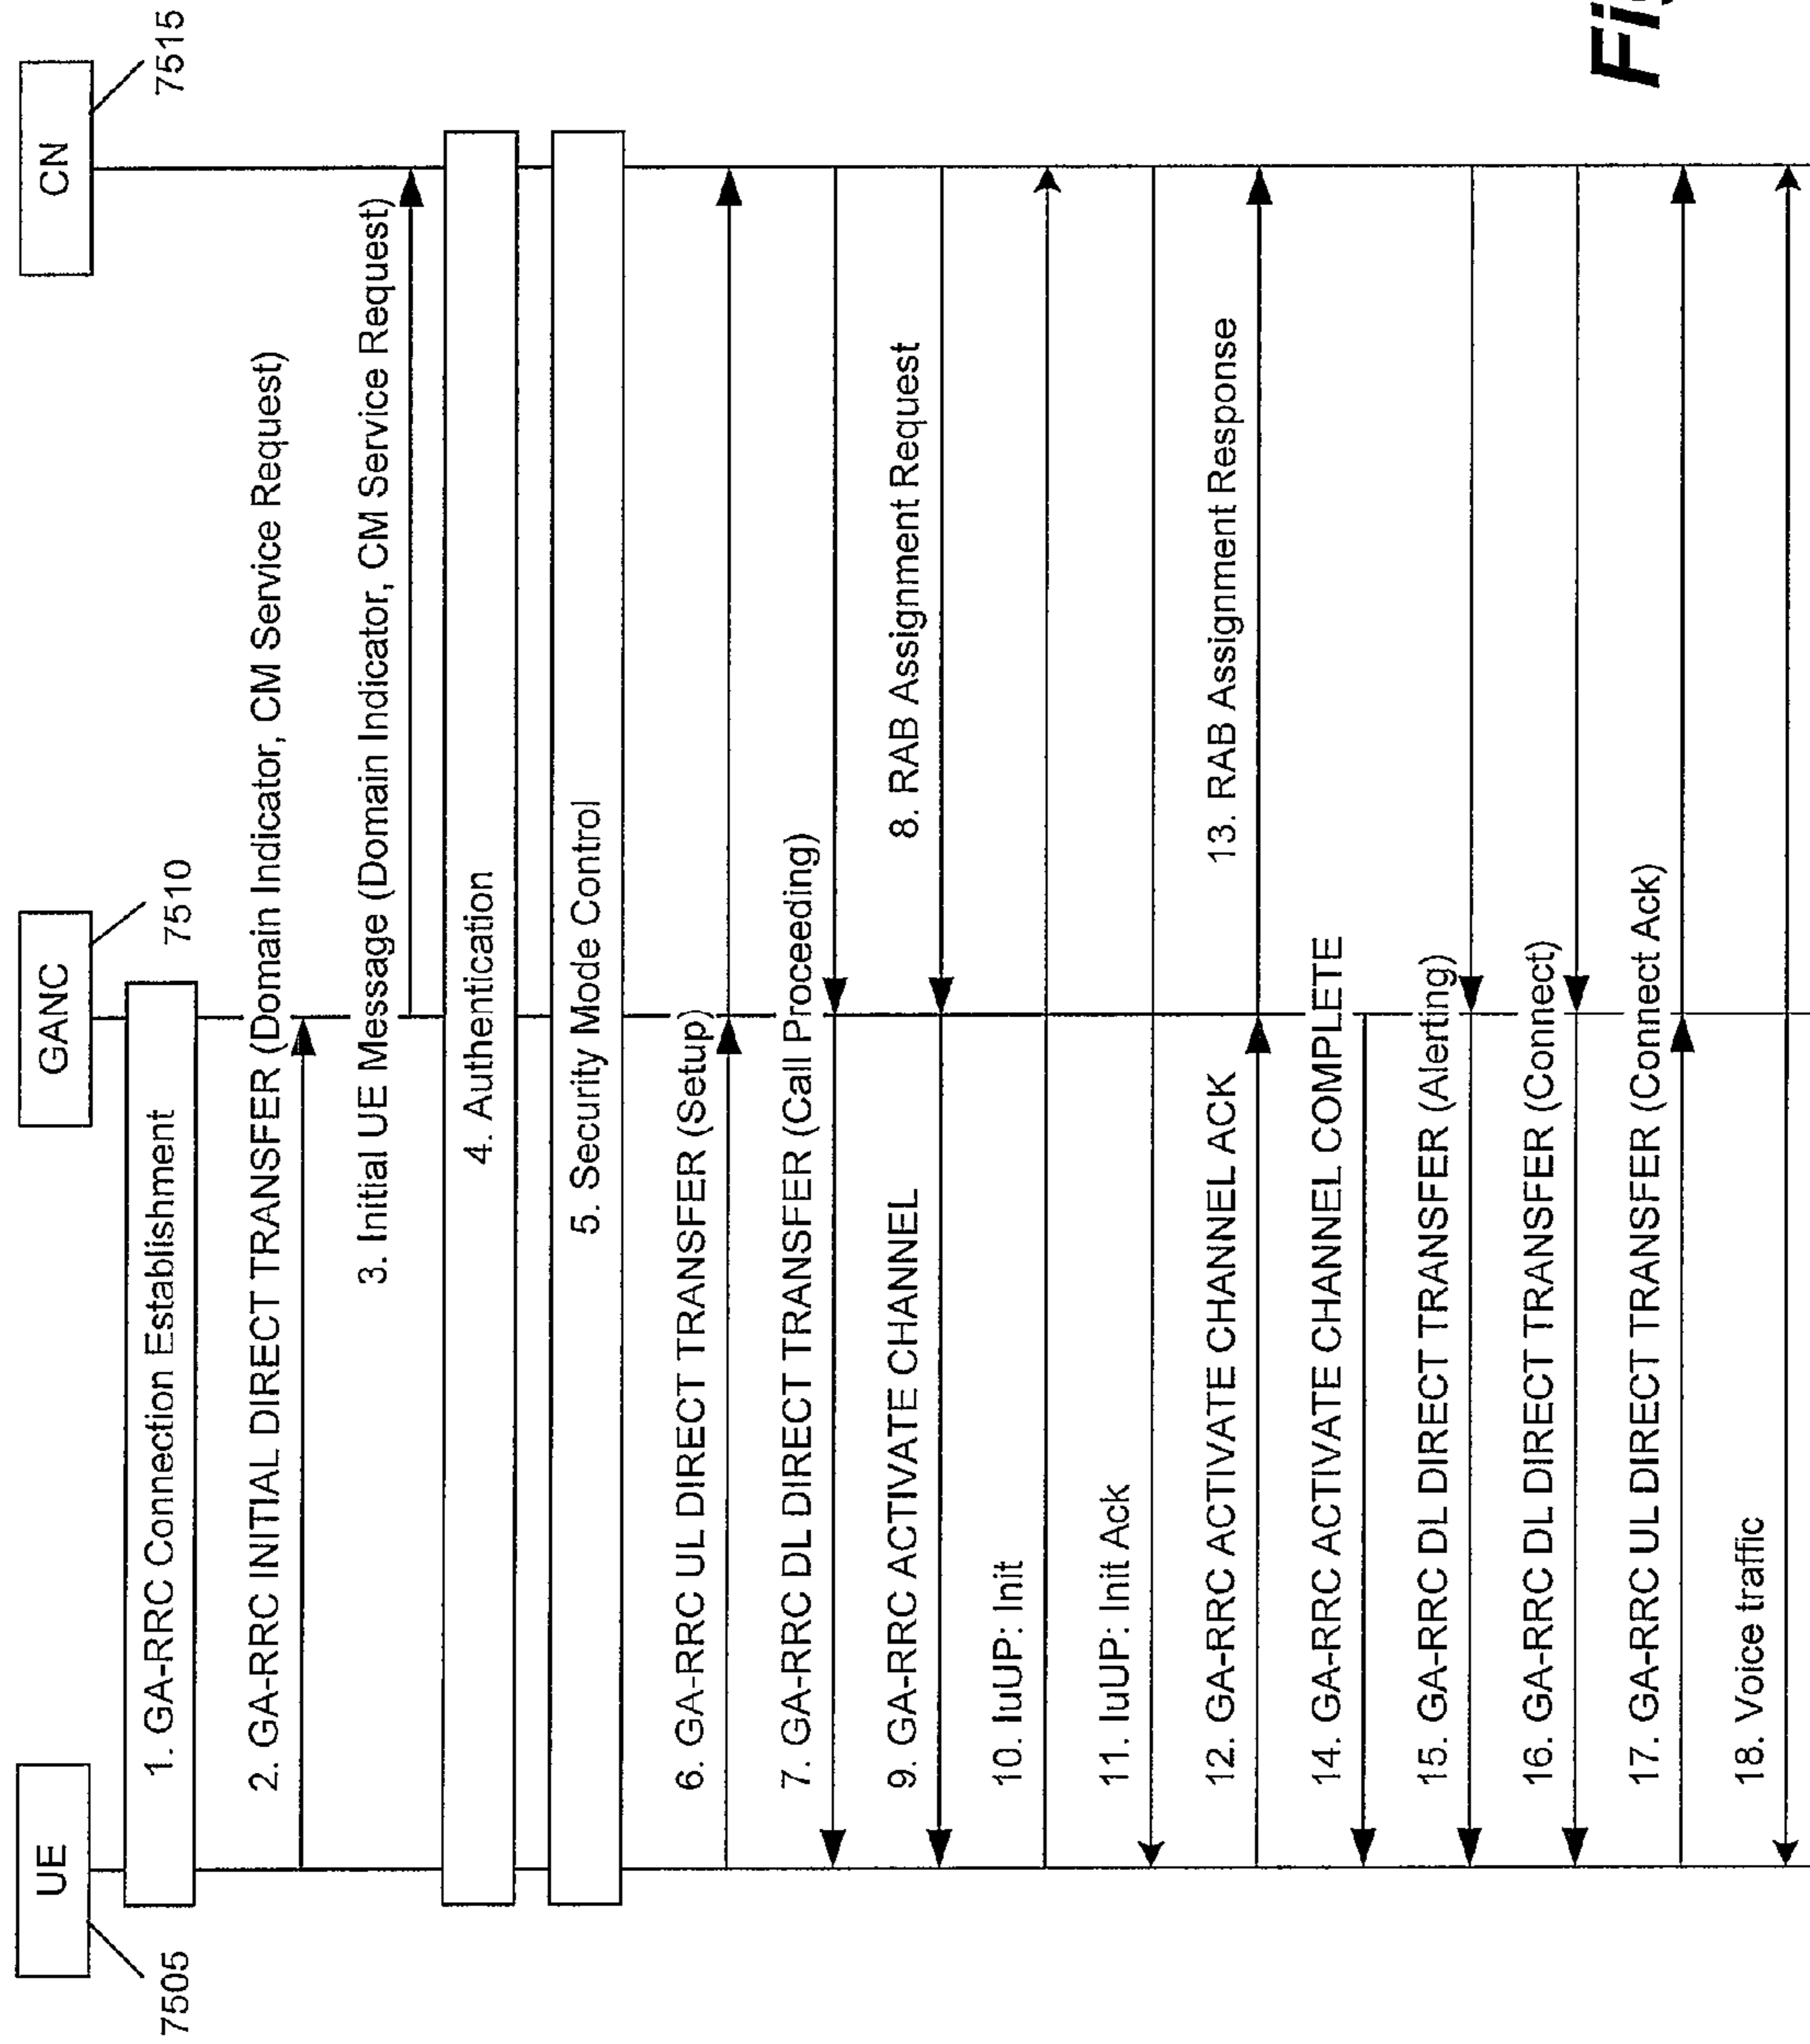 UE
GANC
CN
7505
7510
7515
1. GA-RRC Connection Establishment
2. GA-RRC INITIAL DIRECT TRANSFER (Domain Indicator, CM Service Request)
3. Initial UE Message (Domain Indicator, CM Service Request)
4. Authentication
5. Security Mode Control
6. GA-RRC UL DIRECT TRANSFER (Setup)
7. GA-RRC DL DIRECT TRANSFER (Call Proceeding)
8. RAB Assignment Request
9. GA-RRC ACTIVATE CHANNEL
10. IuUP: Init
11. IuUP: Init Ack
12. GA-RRC ACTIVATE CHANNEL ACK
13. RAB Assignment Response
14. GA-RRC ACTIVATE CHANNEL COMPLETE
15. GA-RRC DL DIRECT TRANSFER (Alerting)
16. GA-RRC DL DIRECT TRANSFER (Connect)
17. GA-RRC UL DIRECT TRANSFER (Connect Ack)
18. Voice traffic